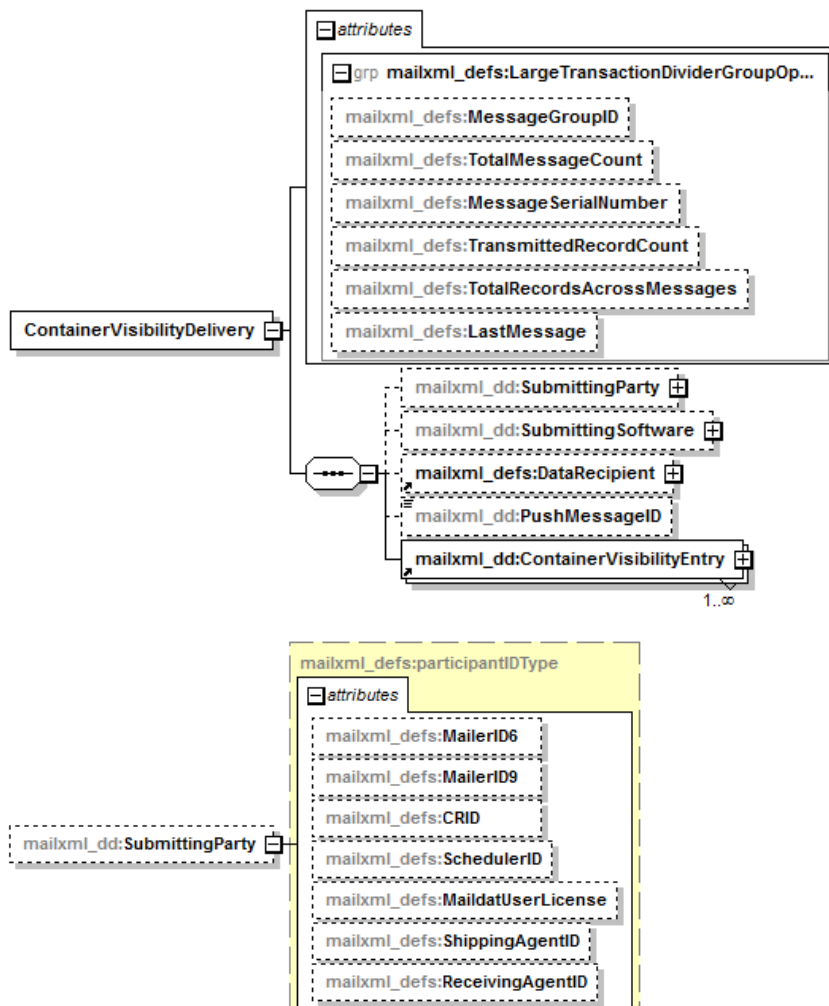 attributes
grp mailxml_defs:LargeTransactionDividerGroupOp...
mailxml_defs:MessageGroupID
mailxml_defs:TotalMessageCount
mailxml_defs:MessageSerialNumber
mailxml_defs:TransmittedRecordCount
mailxml_defs:TotalRecordsAcrossMessages
mailxml_defs:LastMessage
ContainerVisibilityDelivery
mailxml_dd:SubmittingParty
mailxml_dd:SubmittingSoftware
mailxml_defs:DataRecipient
mailxml_dd:PushMessageID
mailxml_dd:ContainerVisibilityEntry
1..∞
mailxml_defs:participantIDType
attributes
mailxml_defs:MailerID6
mailxml_defs:MailerID9
mailxml_defs:CRID
mailxml_dd:SubmittingParty
mailxml_defs:SchedulerID
mailxml_defs:MaildatUserLicense
mailxml_defs:ShippingAgentID
mailxml_defs:ReceivingAgentID